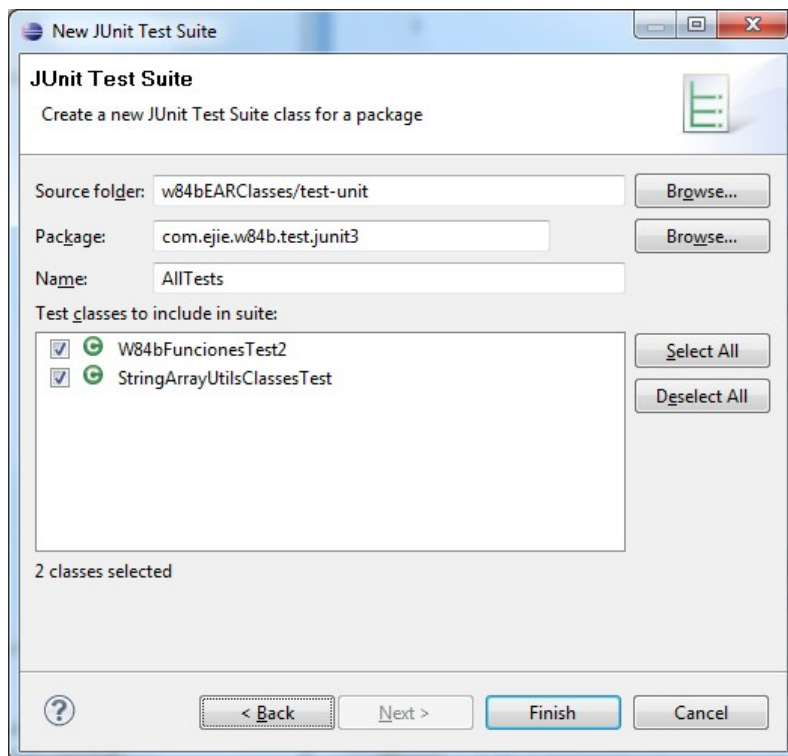 New JUnit Test Suite
JUnit Test Suite
Create a new JUnit Test Suite class for a package
Source folder: w84bEARClasses/test-unit Browse...
Package: com.ejie.w84b.test.junit3 Browse...
Name: AllTests
Test classes to include in suite:
W84bFuncionesTest2 Select All
StringArrayUtilsClassesTest
Deselect All
2 classes selected
? < Back Next > Finish Cancel